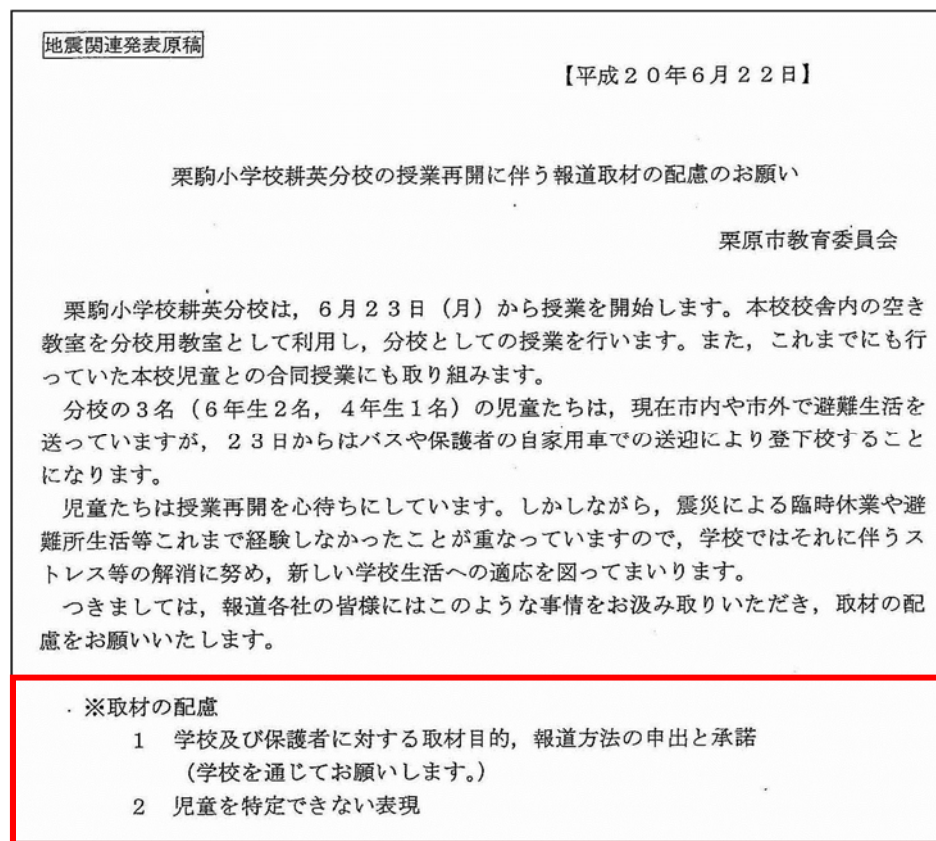 地震関連発表原稿
【平成２０年６月２２日】
栗駒小学校耕英分校の授業再開に伴う報道取材の配慮のお願い
栗原市教育委員会
栗駒小学校耕英分校は，６月２３日（月）から授業を開始します。本校校舎内の空き
教室を分校用教室として利用し，分校としての授業を行います。また，これまでにも行
っていた本校児童との合同授業にも取り組みます。
分校の３名（６年生２名，４年生１名）の児童たちは，現在市内や市外で避難生活を
送っていますが，２３日からはバスや保護者の自家用車での送迎により登下校すること
になります。
児童たちは授業再開を心待ちにしています。しかしながら，震災による臨時休業や避
難所生活等これまで経験しなかったことが重なっていますので，学校ではそれに伴うス
トレス等の解消に努め，新しい学校生活への適応を図ってまいります。
つきましては，報道各社の皆様にはこのような事情をお汲み取りいただき，取材の配
慮をお願いいたします。
※取材の配慮
１　学校及び保護者に対する取材目的，報道方法の申出と承諾
（学校を通じてお願いします。）
２　児童を特定できない表現